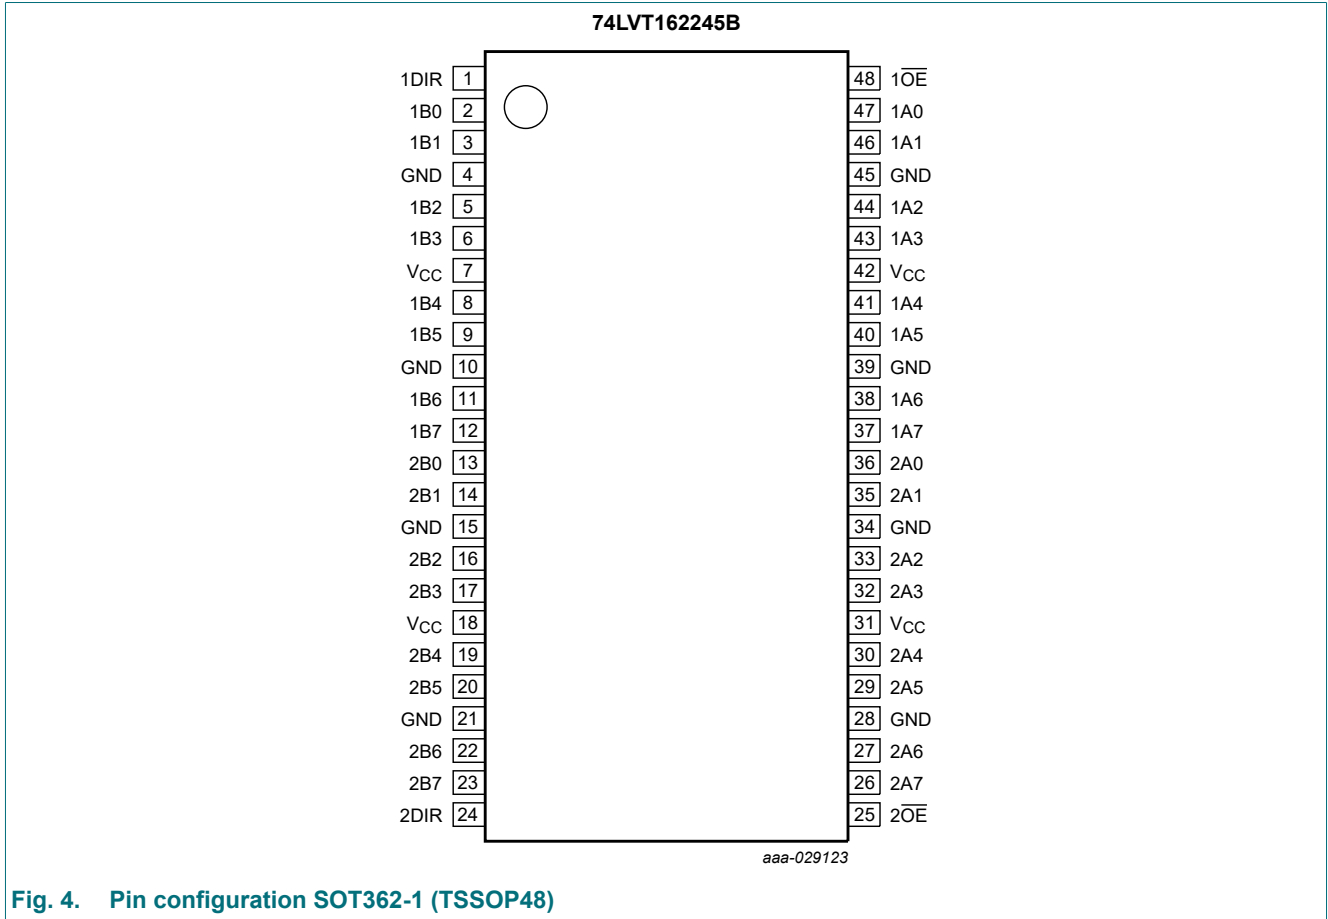 74LVT162245B
1DIR 1 48 1O̅E̅
1B0 2 47 1A0
1B1 3 46 1A1
GND 4 45 GND
1B2 5 44 1A2
1B3 6 43 1A3
VCC 7 42 VCC
1B4 8 41 1A4
1B5 9 40 1A5
GND 10 39 GND
1B6 11 38 1A6
1B7 12 37 1A7
2B0 13 36 2A0
2B1 14 35 2A1
GND 15 34 GND
2B2 16 33 2A2
2B3 17 32 2A3
VCC 18 31 VCC
2B4 19 30 2A4
2B5 20 29 2A5
GND 21 28 GND
2B6 22 27 2A6
2B7 23 26 2A7
2DIR 24 25 2O̅E̅
aaa-029123
Fig. 4. Pin configuration SOT362-1 (TSSOP48)